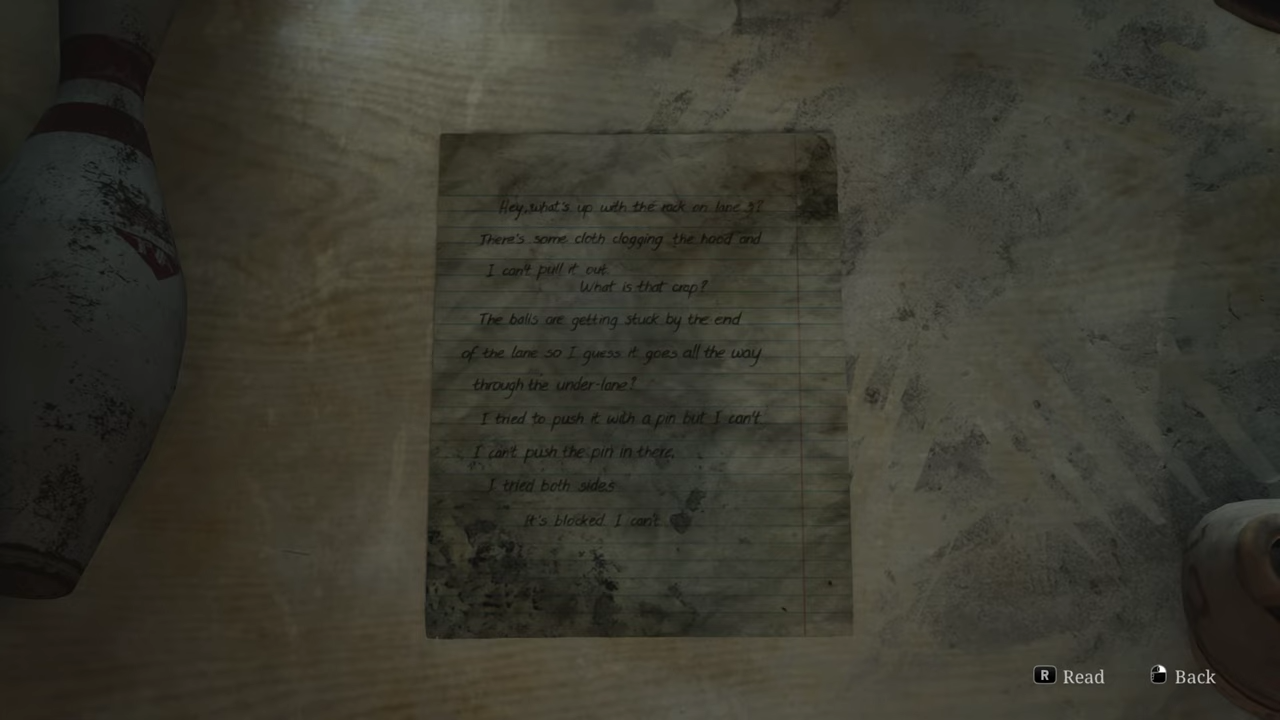 Hey, what's up with the rack on lane 9?
There's some cloth clogging the hood and
I can't pull it out.
What is that crap?
The balls are getting stuck by the end
of the lane so I guess it goes all the way
through the under-lane?
I tried to push it with a pin but I can't.
I can't push the pin in there.
I tried both sides
It's blocked I can't
R Read
Back